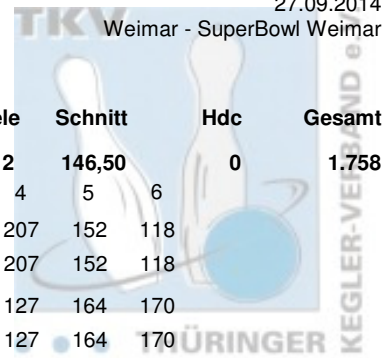 27.09.2014
Weimar - SuperBowl Weimar
ele Schnitt Hdc Gesamt
2 146,50 0 1.758
4 5 6
207 152 118
207 152 118
127 164 170
127 164 170
TKV
THÜRINGER
KEGLER-VERBAND e.V